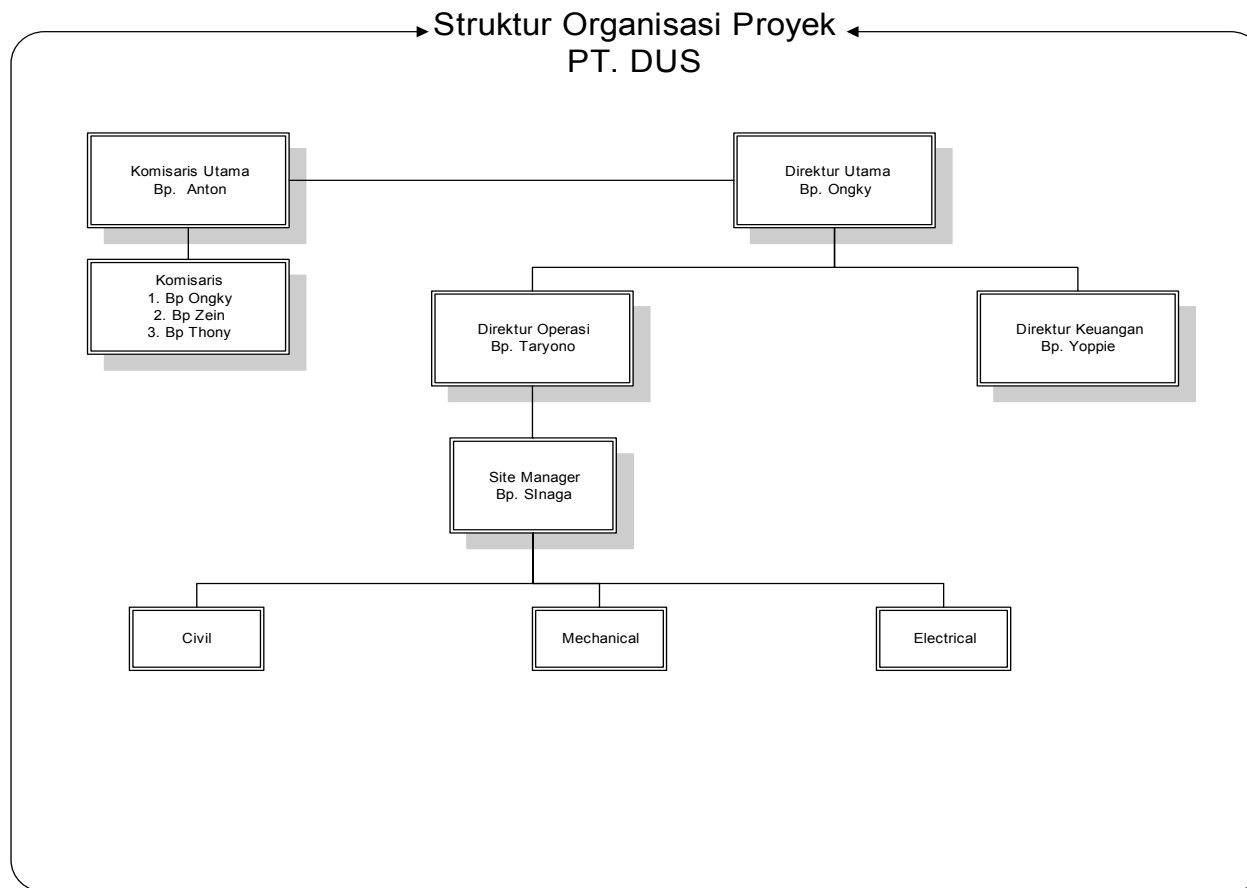 Struktur Organisasi Proyek
PT. DUS
Komisaris Utama
Bp. Anton
Direktur Utama
Bp. Ongky
Komisaris
1. Bp Ongky
2. Bp Zein
3. Bp Thony
Direktur Operasi
Bp. Taryono
Direktur Keuangan
Bp. Yoppie
Site Manager
Bp. SInaga
Civil
Mechanical
Electrical